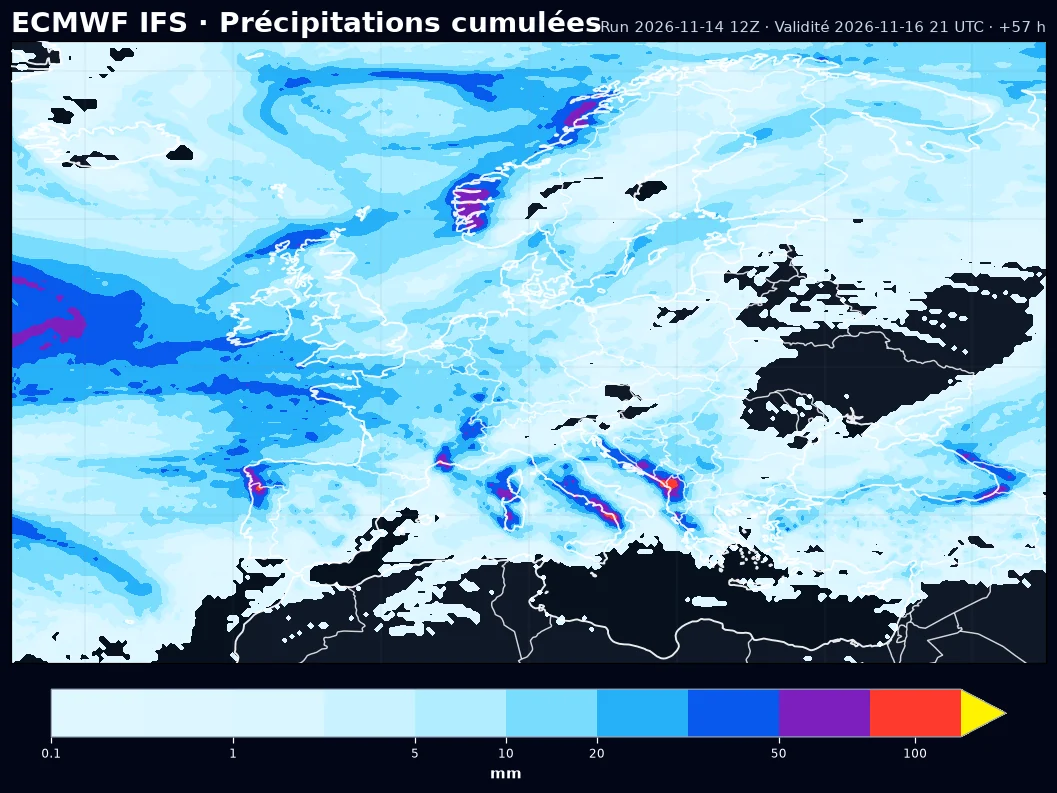 ECMWF IFS · Précipitations cumulées
Run 2026-11-14 12Z · Validité 2026-11-16 21 UTC · +57 h
0.1 1 5 10 20 50 100
mm